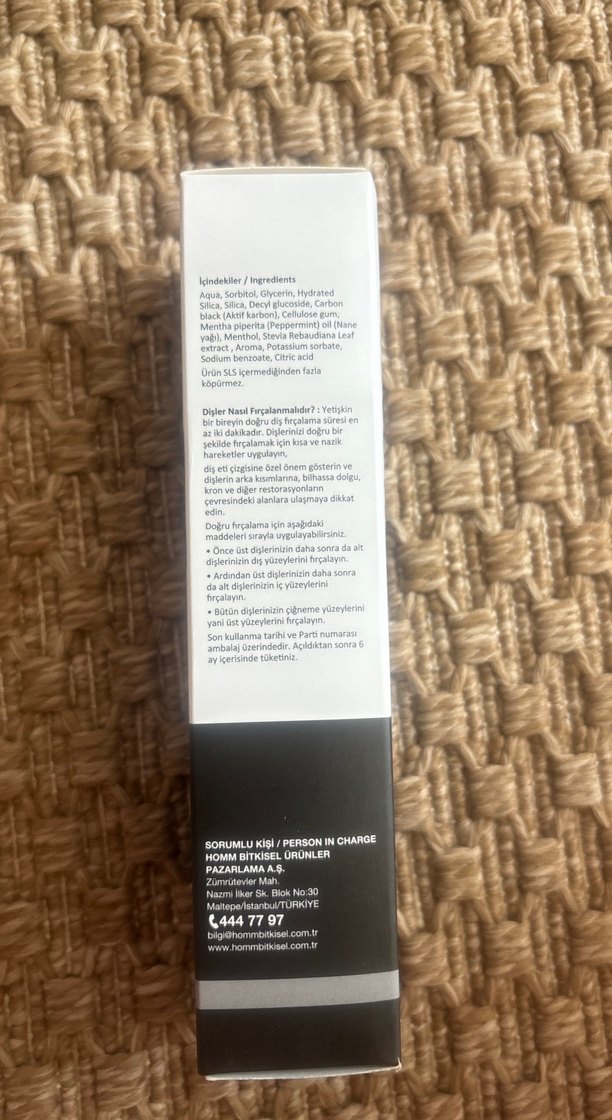 İçindekiler / Ingredients
Aqua, Sorbitol, Glycerin, Hydrated
Silica, Silica, Decyl glucoside, Carbon
black (Aktif karbon), Cellulose gum,
Mentha piperita (Peppermint) oil (Nane
yağı), Menthol, Stevia Rebaudiana Leaf
extract , Aroma, Potassium sorbate,
Sodium benzoate, Citric acid
Ürün SLS içermediğinden fazla
köpürmez.
Dişler Nasıl Fırçalanmalıdır? : Yetişkin
bir bireyin doğru diş fırçalama süresi en
az iki dakikadır. Dişlerinizi doğru bir
şekilde fırçalamak için kısa ve nazik
hareketler uygulayın,
diş eti çizgisine özel önem gösterin ve
dişlerin arka kısımlarına, bilhassa dolgu,
kron ve diğer restorasyonların
çevresindeki alanlara ulaşmaya dikkat
edin.
Doğru fırçalama için aşağıdaki
maddeleri sırayla uygulayabilirsiniz.
• Önce üst dişlerinizin daha sonra da alt
dişlerinizin dış yüzeylerini fırçalayın.
• Ardından üst dişlerinizin daha sonra
da alt dişlerinizin iç yüzeylerini
fırçalayın.
• Bütün dişlerinizin çiğneme yüzeylerini
yani üst yüzeylerini fırçalayın.
Son kullanma tarihi ve Parti numarası
ambalaj üzerindedir. Açıldıktan sonra 6
ay içerisinde tüketiniz.
SORUMLU KİŞİ / PERSON IN CHARGE
HOMM BİTKİSEL ÜRÜNLER
PAZARLAMA A.Ş.
Zümrütevler Mah.
Nazmi İlker Sk. Blok No:30
Maltepe/İstanbul/TÜRKİYE
444 77 97
bilgi@hommbitkisel.com.tr
www.hommbitkisel.com.tr